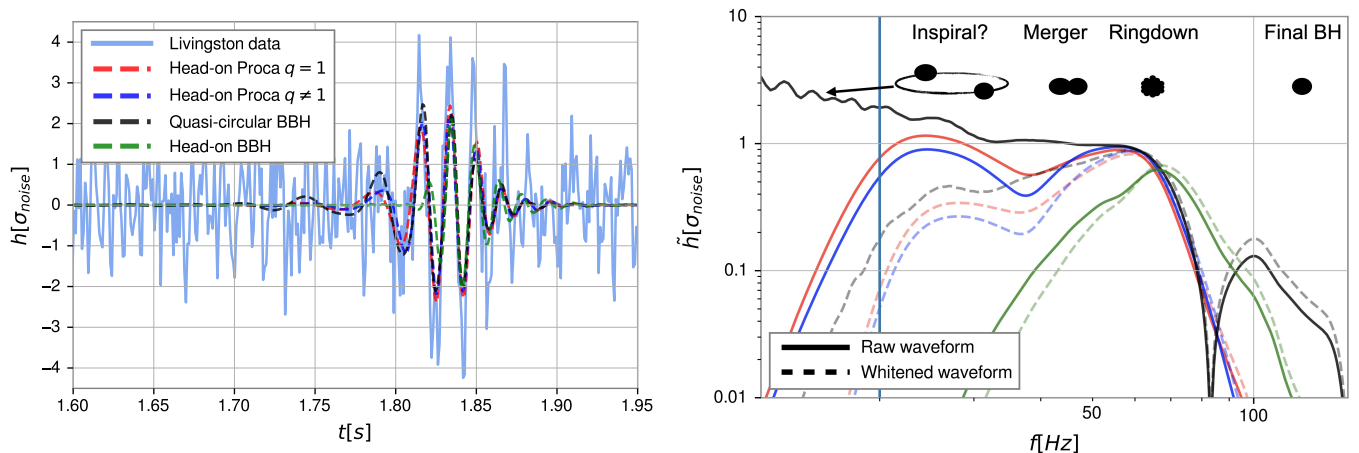 4
3
2
1
0
−1
−2
−3
−4
h[σnoise]
Livingston data
Head-on Proca q = 1
Head-on Proca q ≠ 1
Quasi-circular BBH
Head-on BBH
1.60 1.65 1.70 1.75 1.80 1.85 1.90 1.95
t[s]
10
1
0.1
0.01
h̃[σnoise]
Inspiral? Merger Ringdown Final BH
Raw waveform
Whitened waveform
50 100
f[Hz]